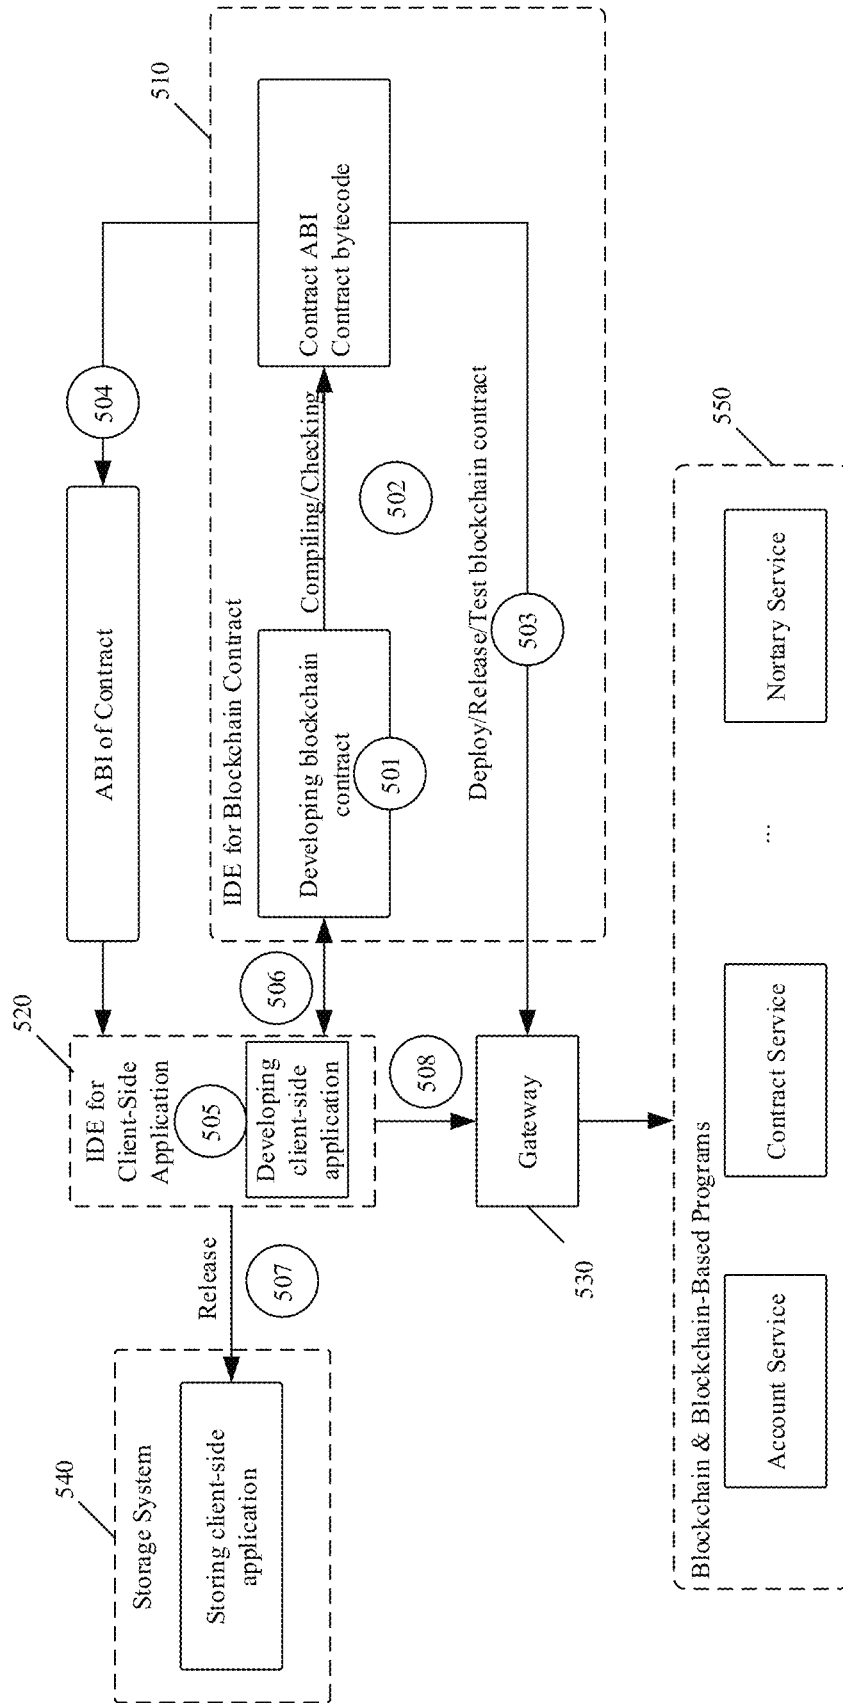 540
Storage System
Storing client-side
application
Release
507
520
IDE for
Client-Side
Application
505
Developing
client-side
application
506
508
Gateway
530
504
ABI of Contract
510
IDE for Blockchain Contract
Developing blockchain
contract
501
Compiling/Checking
502
Contract ABI
Contract bytecode
Deploy/Release/Test blockchain contract
503
550
Blockchain & Blockchain-Based Programs
Account Service
Contract Service
...
Nortary Service